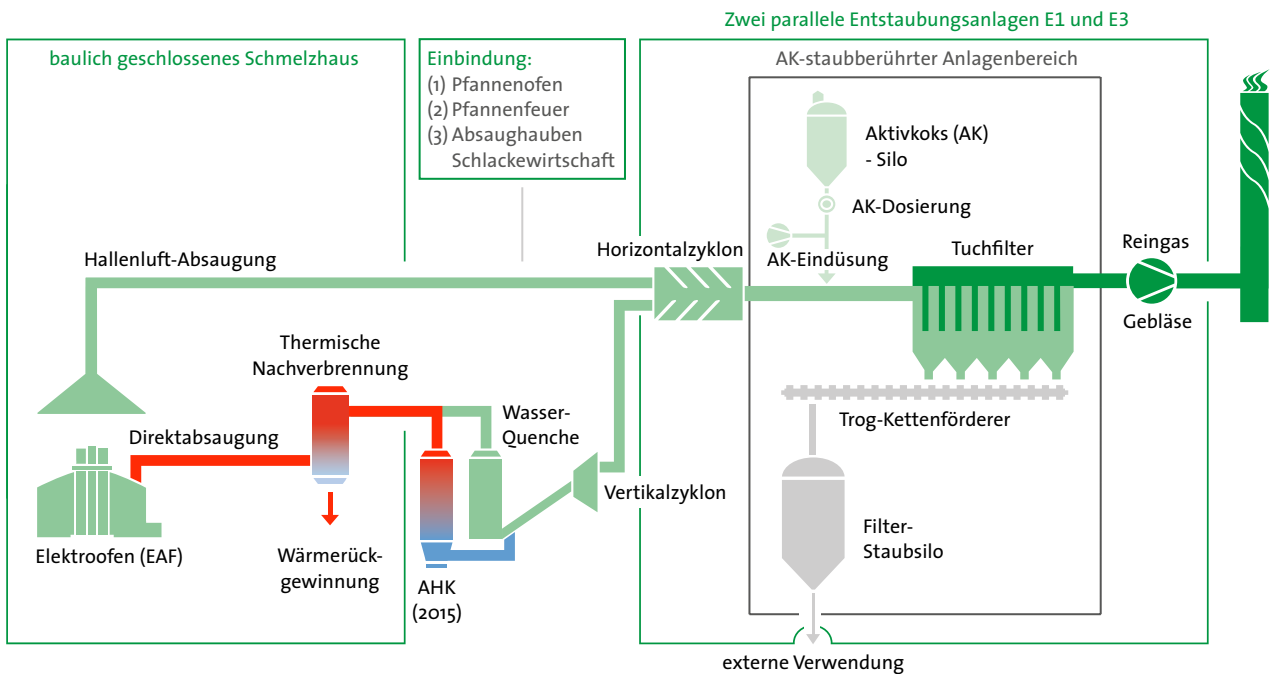 Zwei parallele Entstaubungsanlagen E1 und E3
baulich geschlossenes Schmelzhaus
Einbindung:
(1) Pfannenofen
(2) Pfannenfeuer
(3) Absaughauben
Schlackewirtschaft
AK-staubberührter Anlagenbereich
Aktivkoks (AK)
- Silo
AK-Dosierung
AK-Eindüsung
Hallenluft-Absaugung
Horizontalzyklon
Tuchfilter
Reingas
Gebläse
Thermische
Nachverbrennung
Direktabsaugung
Wasser-
Quenche
Vertikalzyklon
Trog-Kettenförderer
Elektroofen (EAF)
Wärmerück-
gewinnung
AHK
(2015)
Filter-
Staubsilo
externe Verwendung